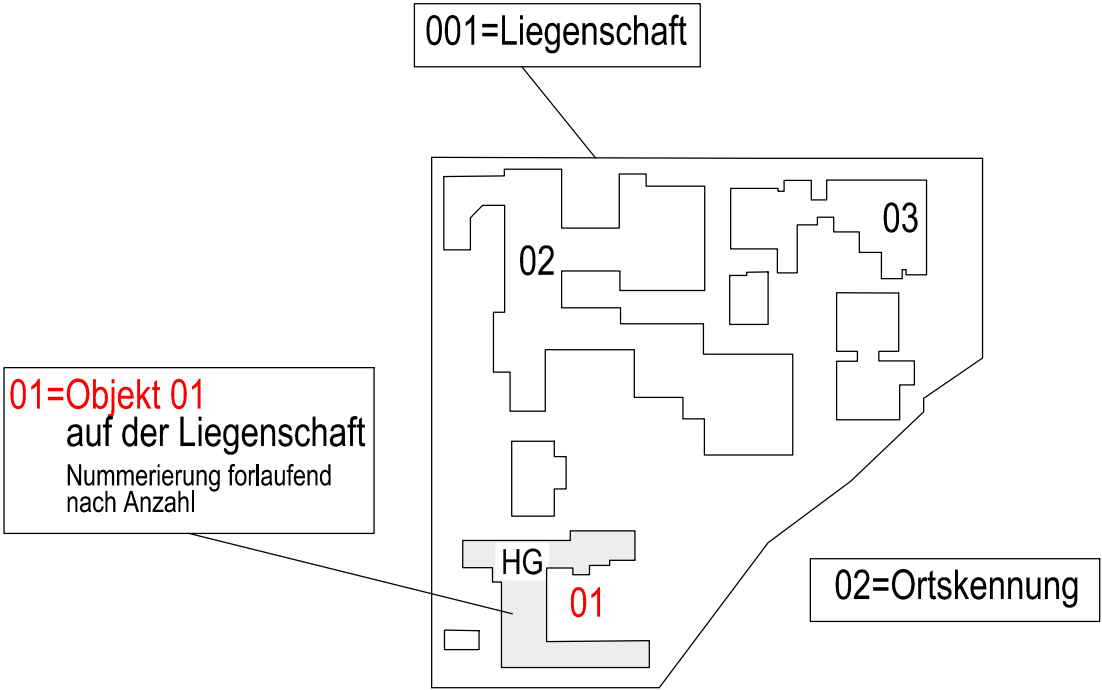 001=Liegenschaft
03
02
01=Objekt 01
auf der Liegenschaft
Nummerierung forlaufend
nach Anzahl
HG
01
02=Ortskennung